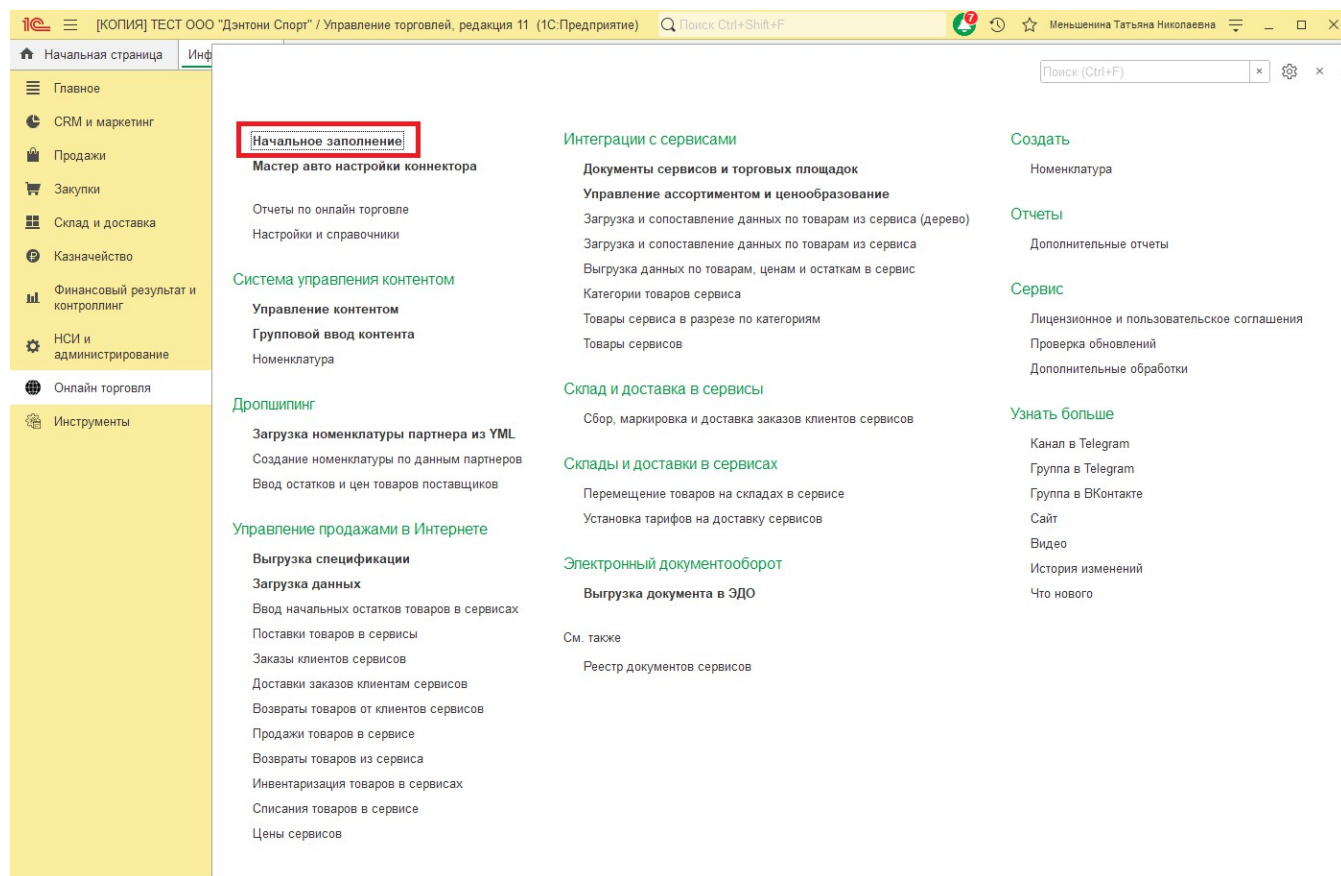 [КОПИЯ] ТЕСТ ООО "Дэнтони Спорт" / Управление торговлей, редакция 11 (1С:Предприятие)
Поиск Ctrl+Shift+F
7
Меньшенина Татьяна Николаевна
Начальная страница
Инф
Поиск (Ctrl+F)
Главное
CRM и маркетинг
Продажи
Закупки
Склад и доставка
Казначейство
Финансовый результат и
контроллинг
НСИ и
администрирование
Онлайн торговля
Инструменты
Начальное заполнение
Мастер авто настройки коннектора
Отчеты по онлайн торговле
Настройки и справочники
Система управления контентом
Управление контентом
Групповой ввод контента
Номенклатура
Дропшипинг
Загрузка номенклатуры партнера из YML
Создание номенклатуры по данным партнеров
Ввод остатков и цен товаров поставщиков
Управление продажами в Интернете
Выгрузка спецификации
Загрузка данных
Ввод начальных остатков товаров в сервисах
Поставки товаров в сервисы
Заказы клиентов сервисов
Доставки заказов клиентам сервисов
Возвраты товаров от клиентов сервисов
Продажи товаров в сервисе
Возвраты товаров из сервиса
Инвентаризация товаров в сервисах
Списания товаров в сервисе
Цены сервисов
Интеграции с сервисами
Документы сервисов и торговых площадок
Управление ассортиментом и ценообразование
Загрузка и сопоставление данных по товарам из сервиса (дерево)
Загрузка и сопоставление данных по товарам из сервиса
Выгрузка данных по товарам, ценам и остаткам в сервис
Категории товаров сервиса
Товары сервиса в разрезе по категориям
Товары сервисов
Склад и доставка в сервисы
Сбор, маркировка и доставка заказов клиентов сервисов
Склады и доставки в сервисах
Перемещение товаров на складах в сервисе
Установка тарифов на доставку сервисов
Электронный документооборот
Выгрузка документа в ЭДО
См. также
Реестр документов сервисов
Создать
Номенклатура
Отчеты
Дополнительные отчеты
Сервис
Лицензионное и пользовательское соглашения
Проверка обновлений
Дополнительные обработки
Узнать больше
Канал в Telegram
Группа в Telegram
Группа в ВКонтакте
Сайт
Видео
История изменений
Что нового